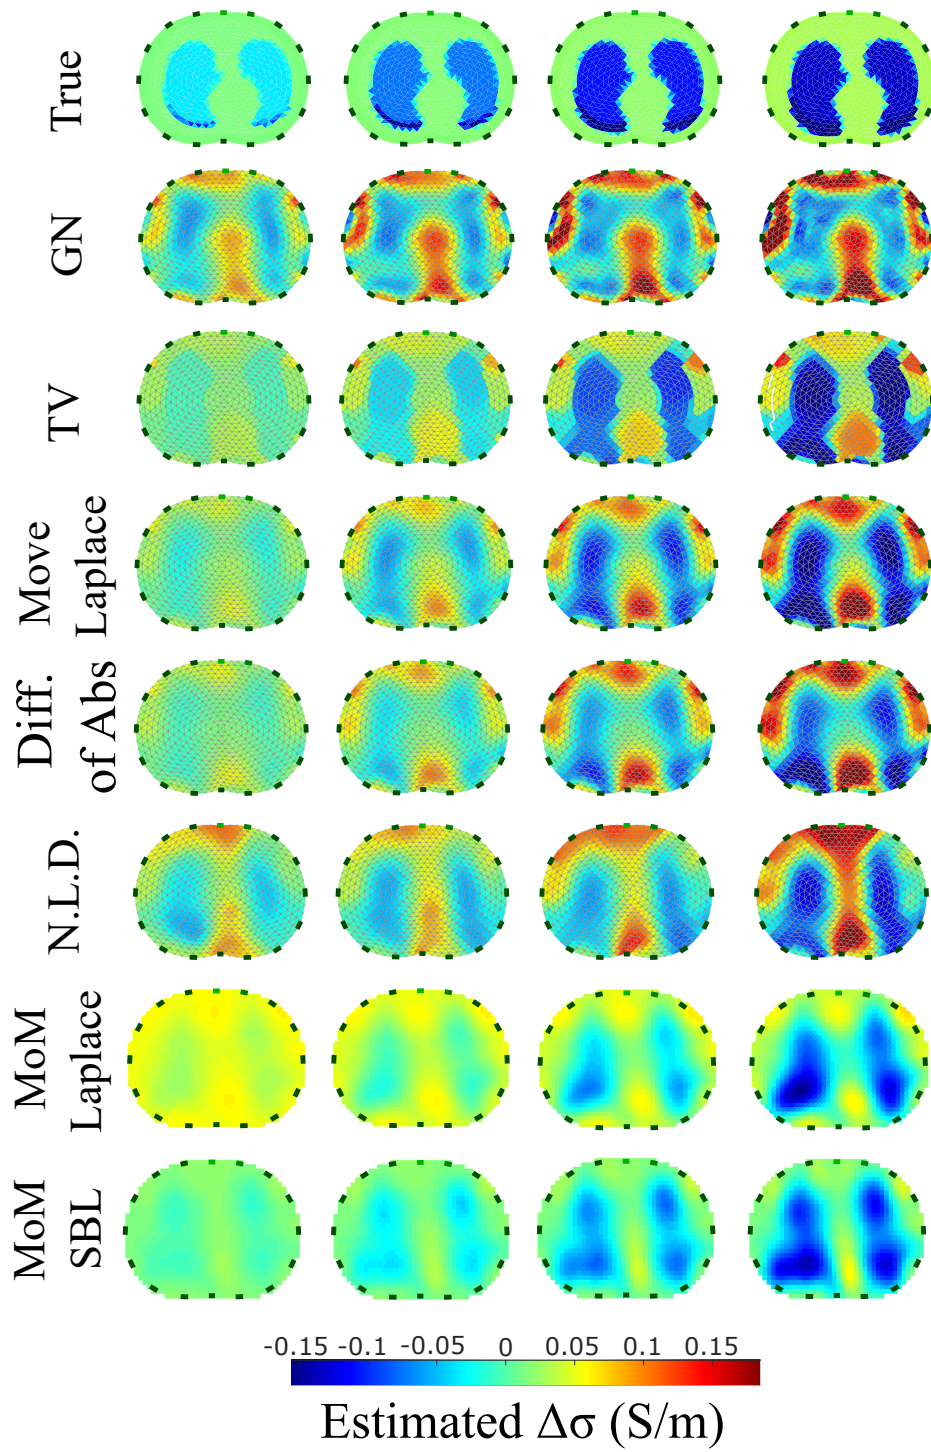 True
GN
TV
Move
Laplace
Diff.
of Abs
N.L.D.
MoM
Laplace
MoM
SBL
-0.15 -0.1 -0.05 0 0.05 0.1 0.15
Estimated Δσ (S/m)